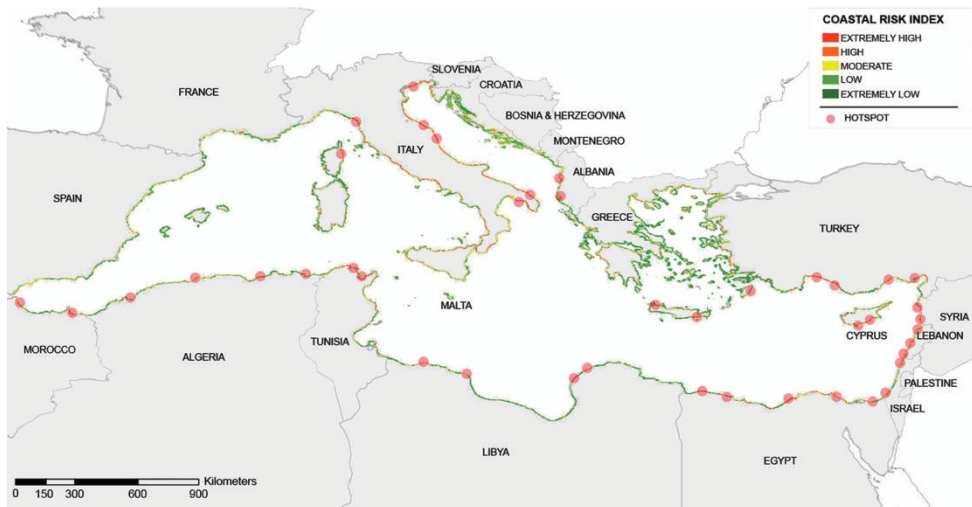 COASTAL RISK INDEX
EXTREMELY HIGH
HIGH
MODERATE
LOW
EXTREMELY LOW
HOTSPOT
SLOVENIA
CROATIA
FRANCE
BOSNIA & HERZEGOVINA
MONTENEGRO
ITALY
ALBANIA
SPAIN
GREECE
TURKEY
MALTA
SYRIA
CYPRUS
LEBANON
MOROCCO
ALGERIA
TUNISIA
PALESTINE
ISRAEL
LIBYA
EGYPT
Kilometers
0 150 300 600 900